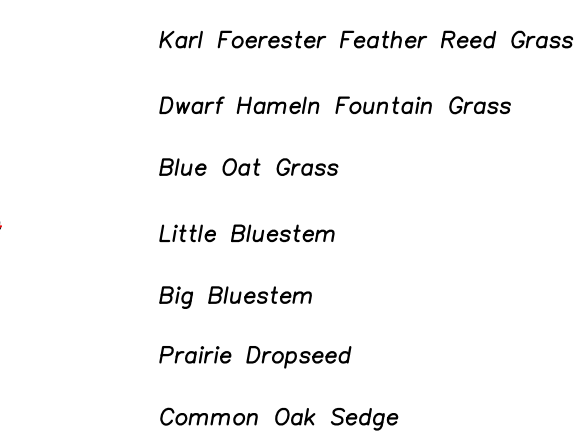 Karl Foerester Feather Reed Grass
Dwarf Hameln Fountain Grass
Blue Oat Grass
Little Bluestem
Big Bluestem
Prairie Dropseed
Common Oak Sedge